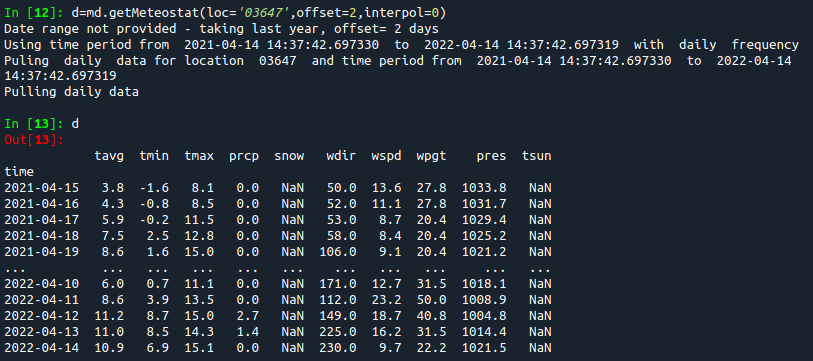 In [12]: d=md.getMeteostat(loc='03647',offset=2,interpol=0)
Date range not provided - taking last year, offset= 2 days
Using time period from  2021-04-14 14:37:42.697330  to  2022-04-14 14:37:42.697319  with  daily  frequency
Puling  daily  data for location  03647  and time period from  2021-04-14 14:37:42.697330  to  2022-04-14
14:37:42.697319
Pulling daily data
In [13]: d
Out[13]:
tavg  tmin  tmax  prcp  snow   wdir  wspd  wpgt    pres  tsun
time
2021-04-15   3.8  -1.6   8.1   0.0   NaN   50.0  13.6  27.8  1033.8   NaN
2021-04-16   4.3  -0.8   8.5   0.0   NaN   52.0  11.1  27.8  1031.7   NaN
2021-04-17   5.9  -0.2  11.5   0.0   NaN   53.0   8.7  20.4  1029.4   NaN
2021-04-18   7.5   2.5  12.8   0.0   NaN   58.0   8.4  20.4  1025.2   NaN
2021-04-19   8.6   1.6  15.0   0.0   NaN  106.0   9.1  20.4  1021.2   NaN
...          ...   ...   ...   ...   ...    ...   ...   ...     ...   ...
2022-04-10   6.0   0.7  11.1   0.0   NaN  171.0  12.7  31.5  1018.1   NaN
2022-04-11   8.6   3.9  13.5   0.0   NaN  112.0  23.2  50.0  1008.9   NaN
2022-04-12  11.2   8.7  15.0   2.7   NaN  149.0  18.7  40.8  1004.8   NaN
2022-04-13  11.0   8.5  14.3   1.4   NaN  225.0  16.2  31.5  1014.4   NaN
2022-04-14  10.9   6.9  15.1   0.0   NaN  230.0   9.7  22.2  1021.5   NaN